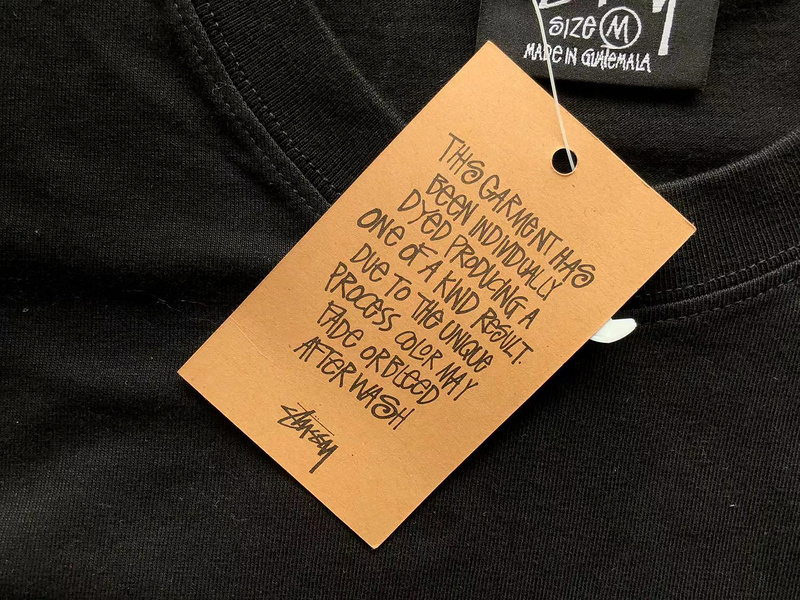 SIZE M
MADE IN GUATEMALA
THIS GARMENT HAS
BEEN INDIVIDUALLY
DYED PRODUCING A
ONE OF A KIND RESULT.
DUE TO THE UNIQUE
PROCESS COLOR MAY
FADE OR BLEED
AFTER WASH
Stüssy